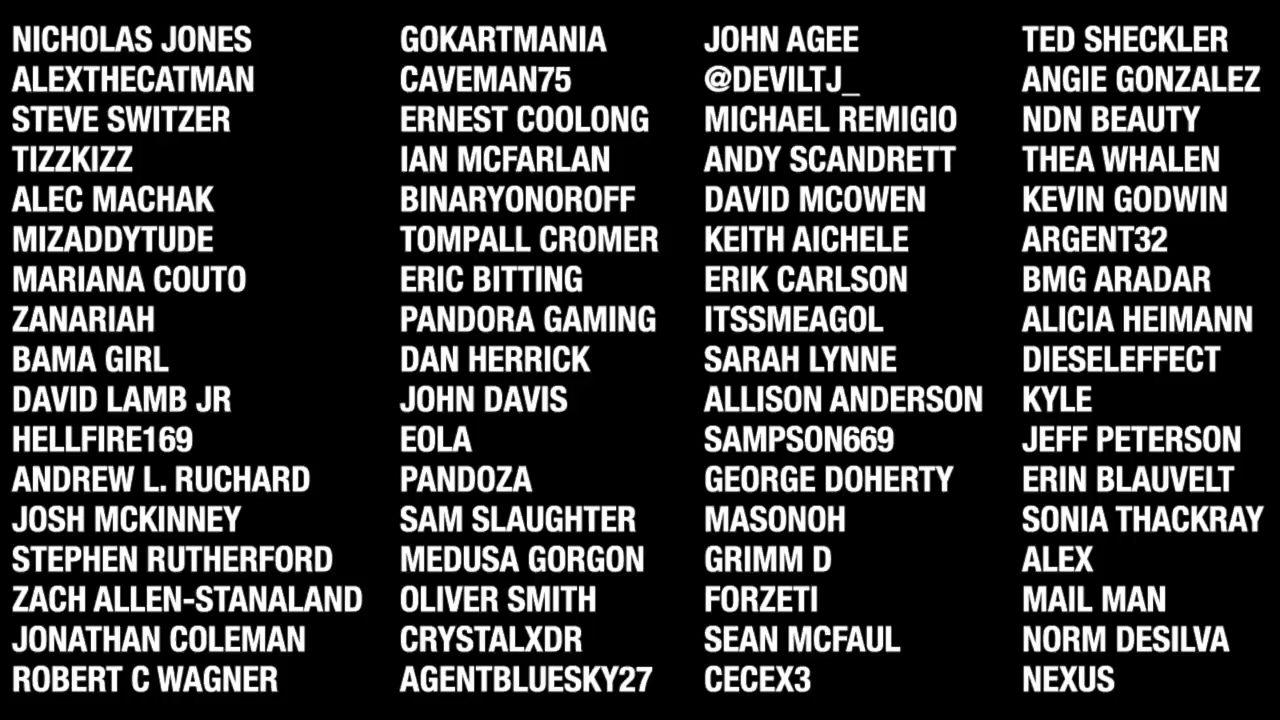 NICHOLAS JONES
ALEXTHECATMAN
STEVE SWITZER
TIZZKIZZ
ALEC MACHAK
MIZADDYTUDE
MARIANA COUTO
ZANARIAH
BAMA GIRL
DAVID LAMB JR
HELLFIRE169
ANDREW L. RUCHARD
JOSH MCKINNEY
STEPHEN RUTHERFORD
ZACH ALLEN-STANALAND
JONATHAN COLEMAN
ROBERT C WAGNER
GOKARTMANIA
CAVEMAN75
ERNEST COOLONG
IAN MCFARLAN
BINARYONOROFF
TOMPALL CROMER
ERIC BITTING
PANDORA GAMING
DAN HERRICK
JOHN DAVIS
EOLA
PANDOZA
SAM SLAUGHTER
MEDUSA GORGON
OLIVER SMITH
CRYSTALXDR
AGENTBLUESKY27
JOHN AGEE
@DEVILTJ_
MICHAEL REMIGIO
ANDY SCANDRETT
DAVID MCOWEN
KEITH AICHELE
ERIK CARLSON
ITSSMEAGOL
SARAH LYNNE
ALLISON ANDERSON
SAMPSON669
GEORGE DOHERTY
MASONOH
GRIMM D
FORZETI
SEAN MCFAUL
CECEX3
TED SHECKLER
ANGIE GONZALEZ
NDN BEAUTY
THEA WHALEN
KEVIN GODWIN
ARGENT32
BMG ARADAR
ALICIA HEIMANN
DIESELEFFECT
KYLE
JEFF PETERSON
ERIN BLAUVELT
SONIA THACKRAY
ALEX
MAIL MAN
NORM DESILVA
NEXUS